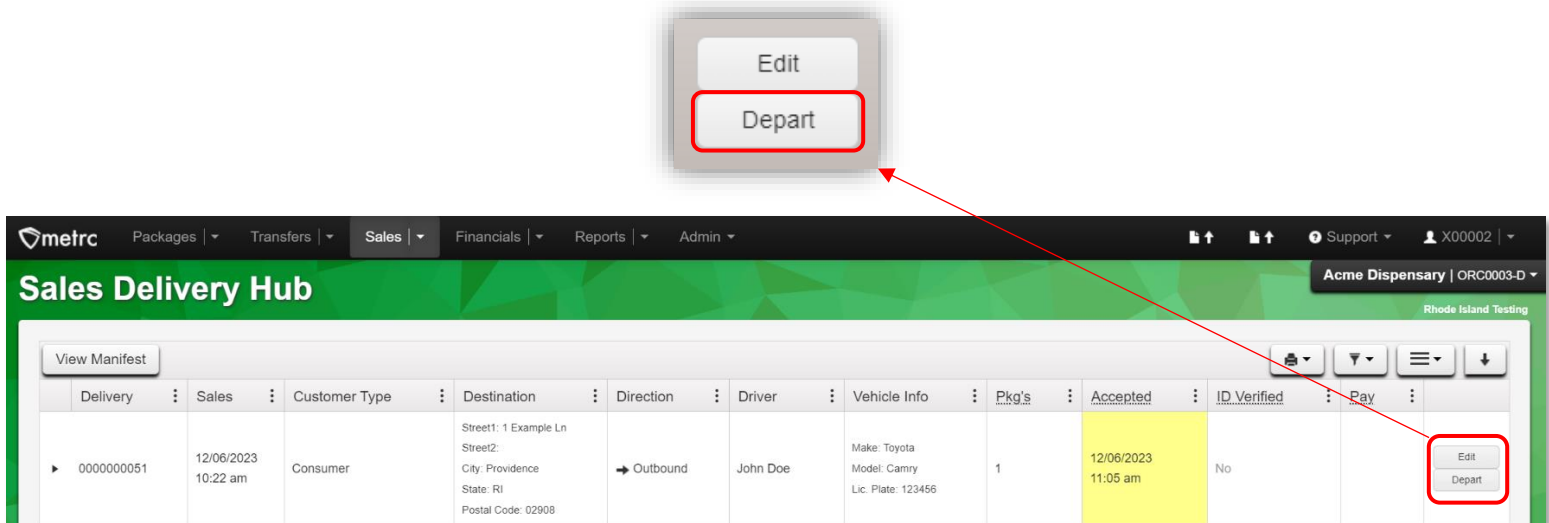 Edit
Depart
metrc Packages Transfers Sales Financials Reports Admin Support X00002
Sales Delivery Hub
Acme Dispensary | ORC0003-D
Rhode Island Testing
View Manifest
Delivery Sales Customer Type Destination Direction Driver Vehicle Info Pkg's Accepted ID Verified Pay
0000000051
12/06/2023
10:22 am
Consumer
Street1: 1 Example Ln
Street2:
City: Providence
State: RI
Postal Code: 02908
Outbound
John Doe
Make: Toyota
Model: Camry
Lic. Plate: 123456
1
12/06/2023
11:05 am
No
Edit
Depart